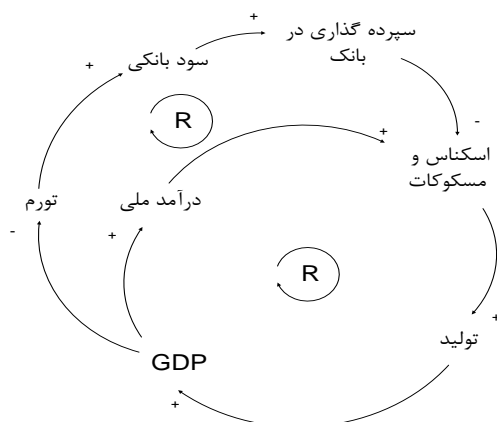 سپرده گذاری در
بانک
+
سود بانکی
+
R
+
-
اسکناس و
مسکوکات
تورم
درآمد ملی
-
+
R
+
تولید
GDP
+